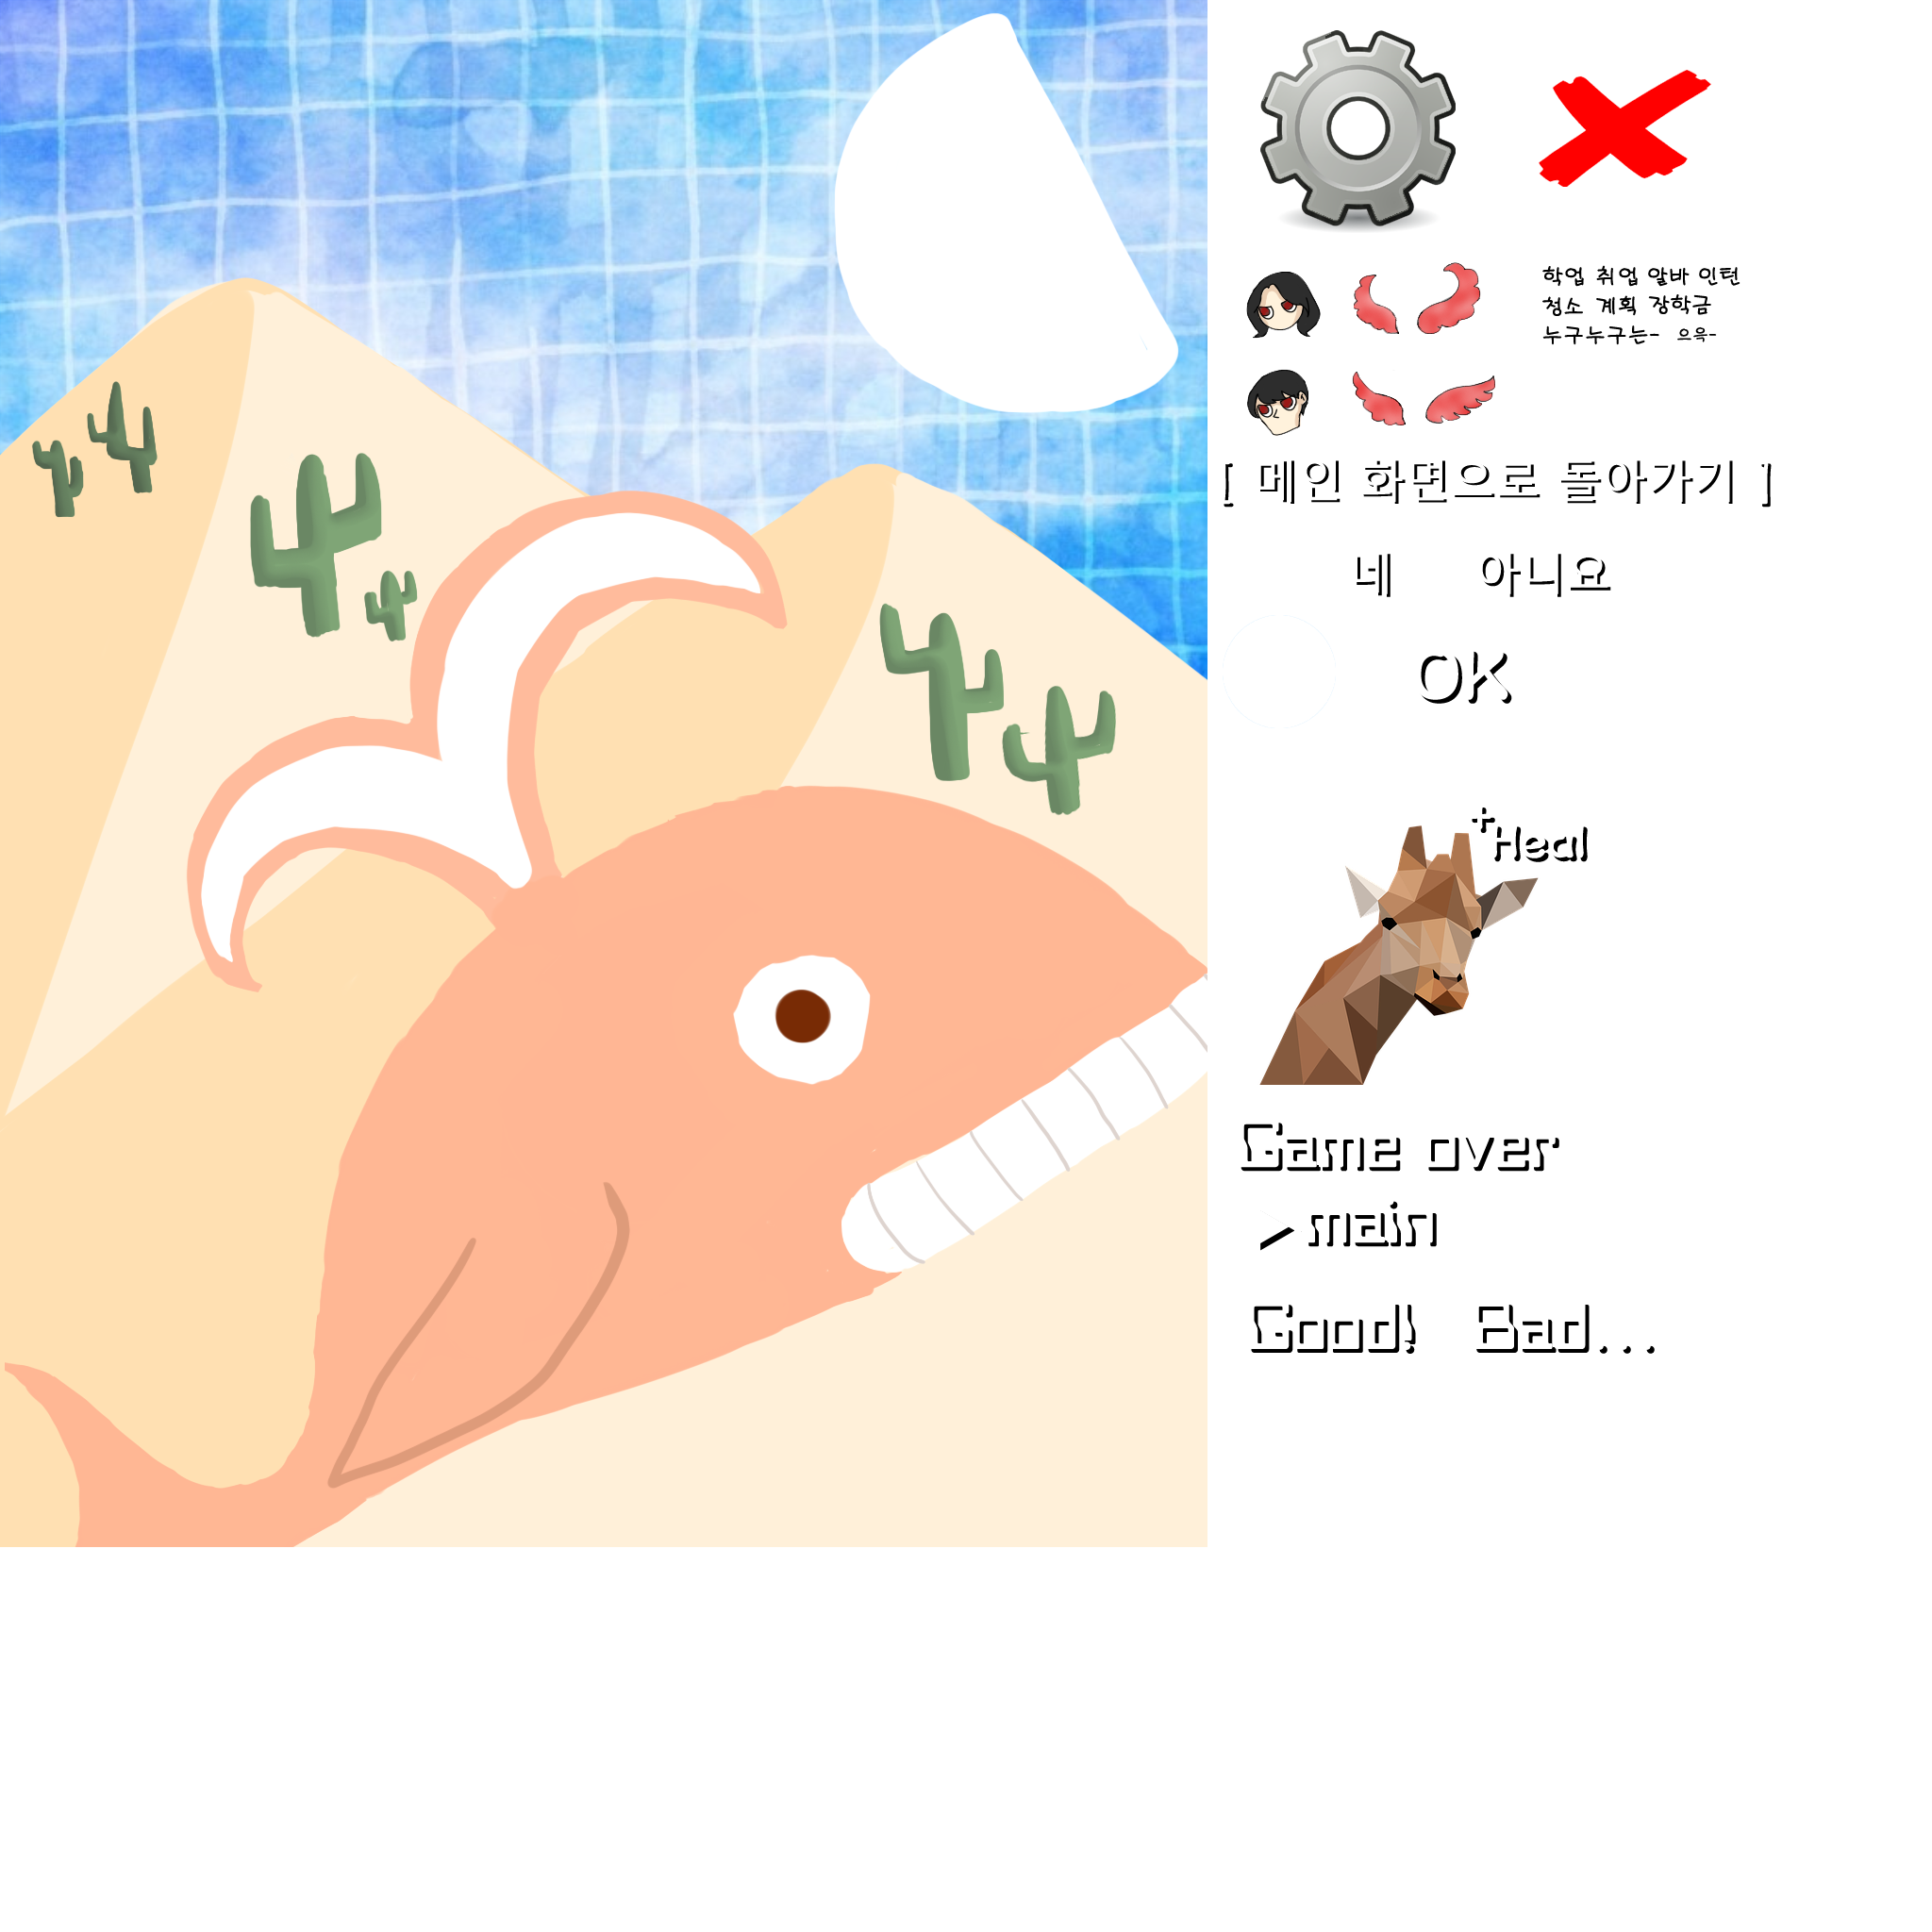 학업 취업 알바 인턴
청소 계획 장학금
누구누구는- 으윽-
[ 메인 화면으로 돌아가기 ]
네 아니요
OK
+Heal
Game over
>main
Good! Bad...